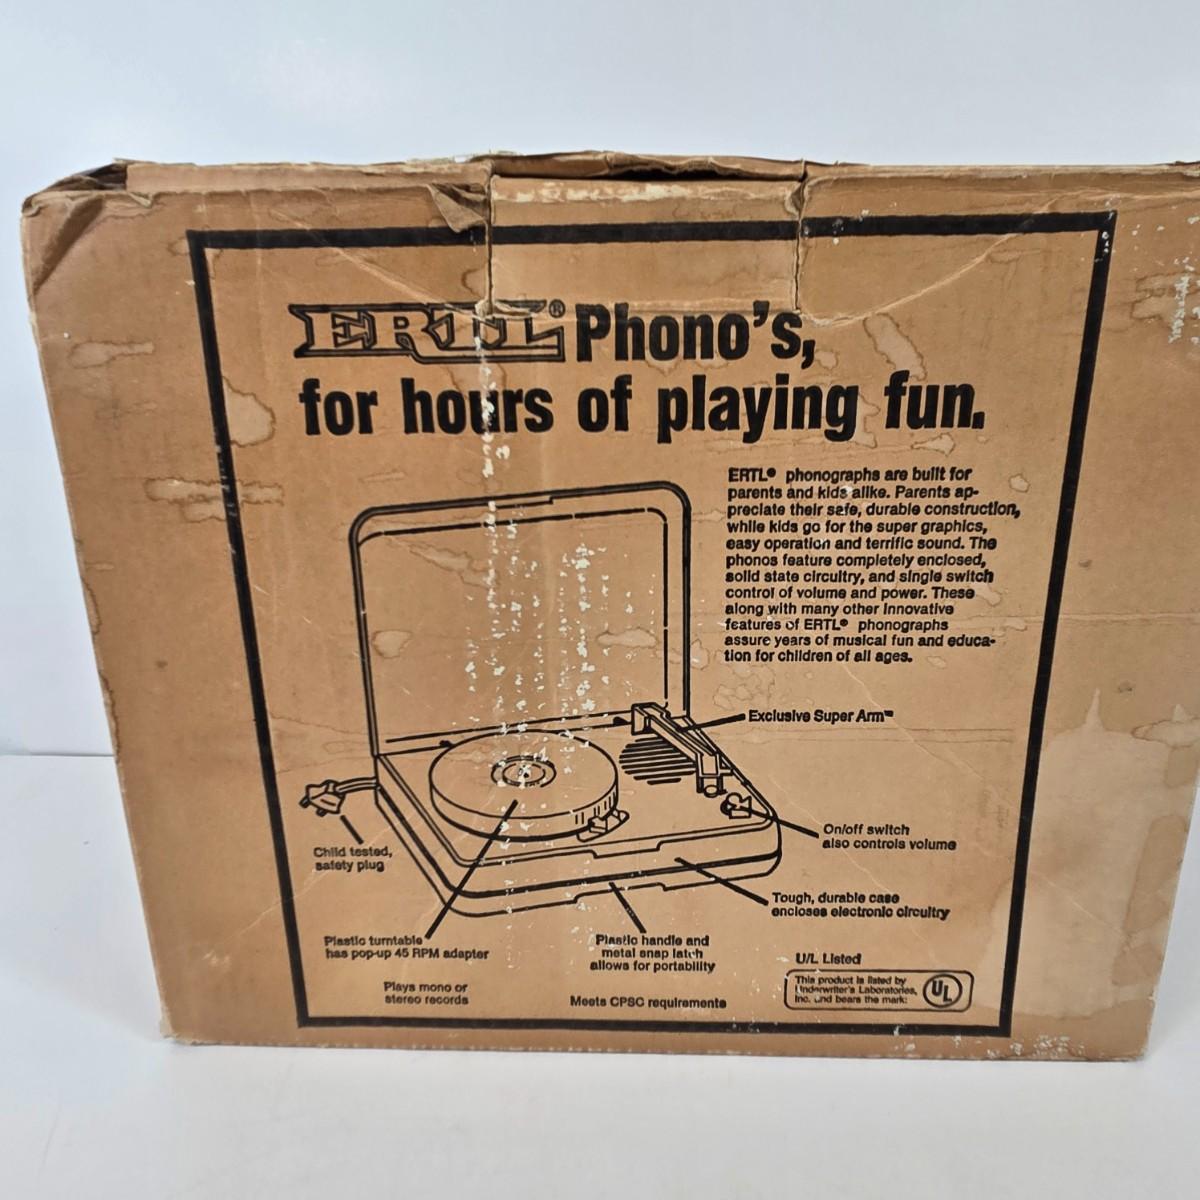 ERTL® Phono's,
for hours of playing fun.
ERTL® phonographs are built for
parents and kids alike. Parents ap-
preciate their safe, durable construction,
while kids go for the super graphics,
easy operation and terrific sound. The
phonos feature completely enclosed,
solid state circuitry, and single switch
control of volume and power. These
along with many other innovative
features of ERTL® phonographs
assure years of musical fun and educa-
tion for children of all ages.
Exclusive Super Arm™
On/off switch
also controls volume
Child tested,
safety plug
Tough, durable case
encloses electronic circuitry
Plastic turntable
has pop-up 45 RPM adapter
Plastic handle and
metal snap latch
allows for portability
Plays mono or
stereo records
Meets CPSC requirements
U/L Listed
This product is listed by
Underwriter's Laboratories,
Inc. and bears the mark:
UL